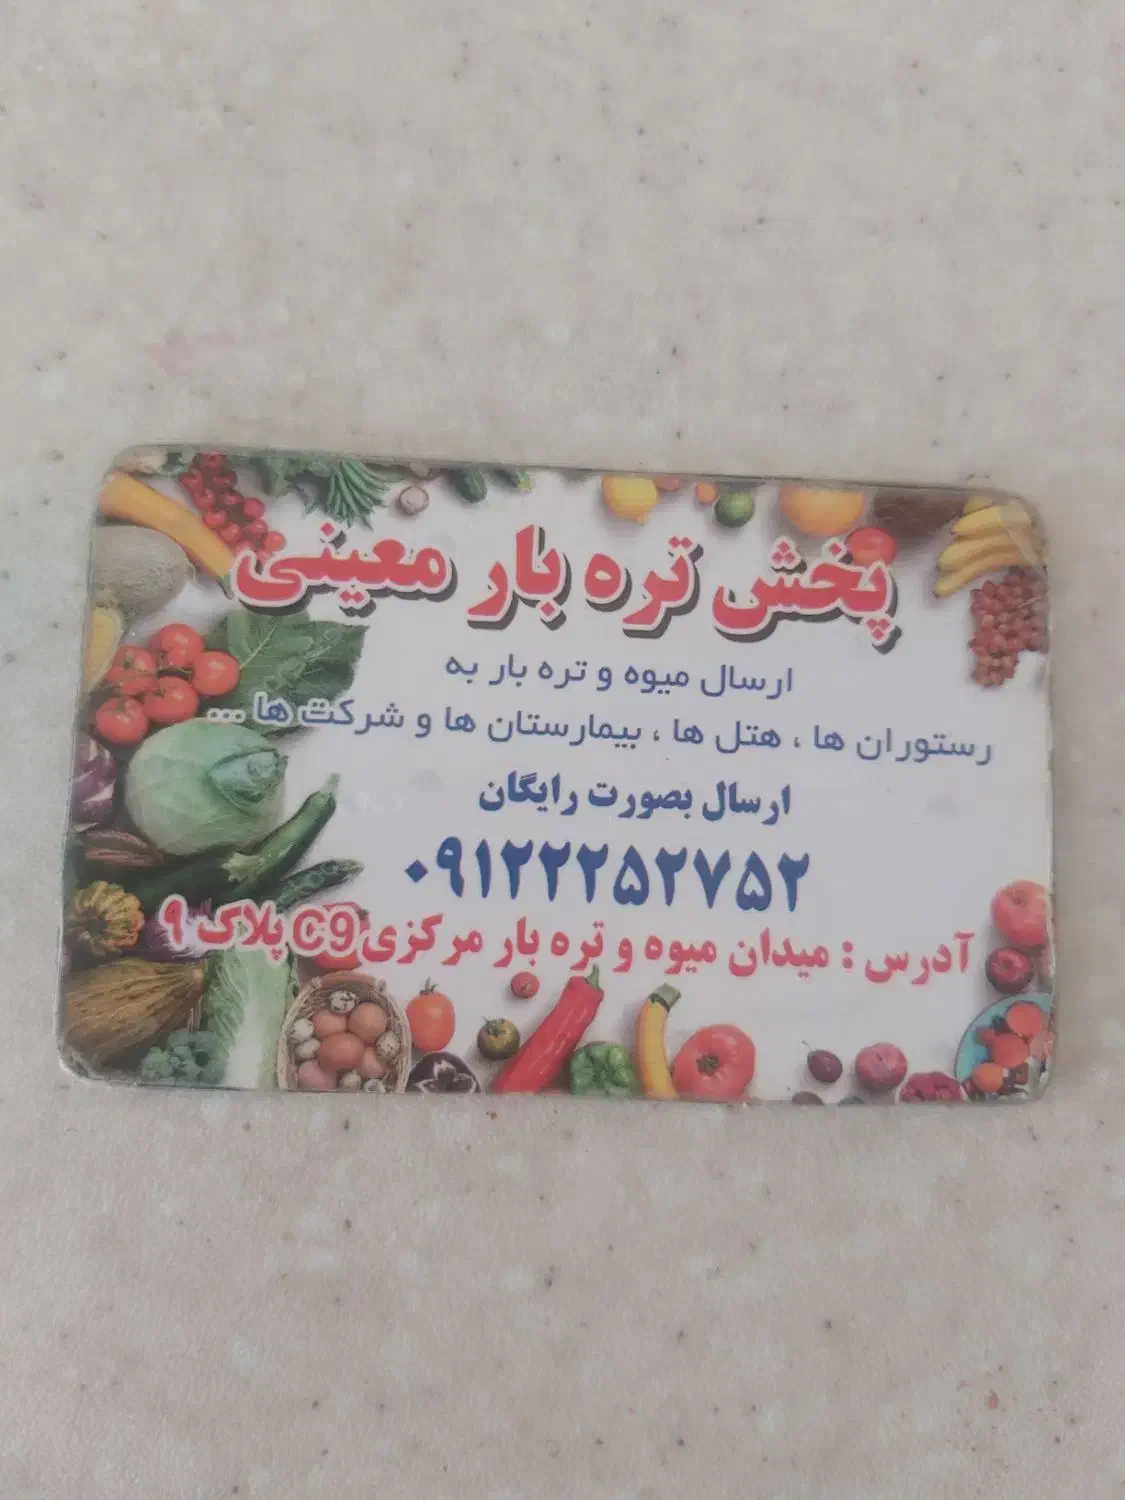 پخش تره بار معینی
ارسال میوه و تره بار به
رستوران ها ، هتل ها ، بیمارستان ها و شرکت ها ...
ارسال بصورت رایگان
۰۹۱۲۲۲۵۲۷۵۲
آدرس : میدان میوه و تره بار مرکزی C9 پلاک ۹